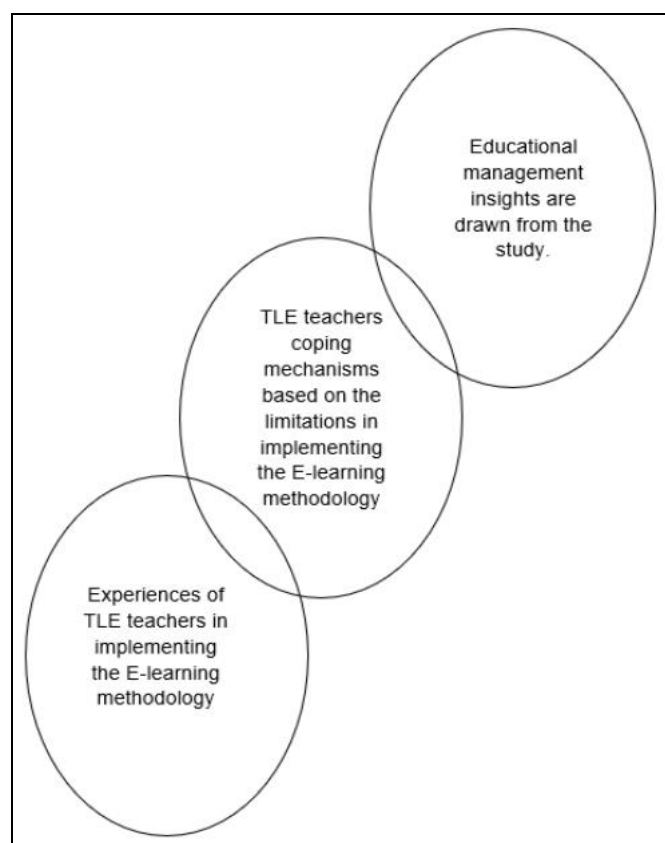 Educational
management
insights are
drawn from the
study.
TLE teachers
coping
mechanisms
based on the
limitations in
implementing
the E-learning
methodology
Experiences of
TLE teachers in
implementing
the E-learning
methodology